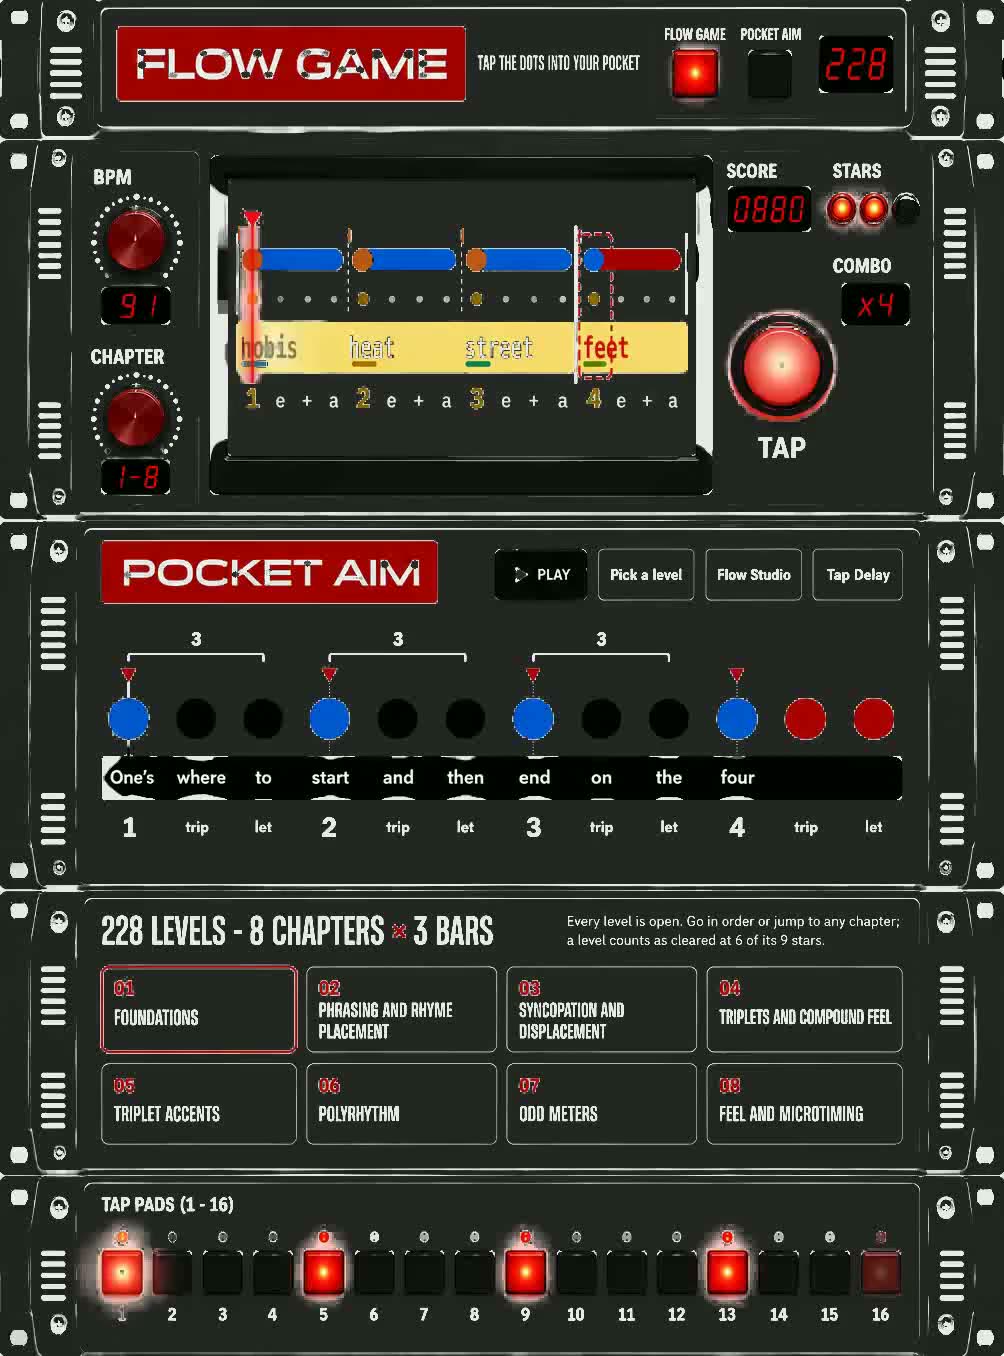 FLOW GAME
TAP THE DOTS INTO YOUR POCKET
FLOW GAME
POCKET AIM
228
BPM
91
CHAPTER
1-8
hobis heat street feet
1 e + a 2 e + a 3 e + a 4 e + a
SCORE
0880
STARS
COMBO
x4
TAP
POCKET AIM
PLAY
Pick a level
Flow Studio
Tap Delay
3 3 3
One's where to start and then end on the four
1 trip let 2 trip let 3 trip let 4 trip let
228 LEVELS - 8 CHAPTERS × 3 BARS
Every level is open. Go in order or jump to any chapter;
a level counts as cleared at 6 of its 9 stars.
01
FOUNDATIONS
02
PHRASING AND RHYME
PLACEMENT
03
SYNCOPATION AND
DISPLACEMENT
04
TRIPLETS AND COMPOUND FEEL
05
TRIPLET ACCENTS
06
POLYRHYTHM
07
ODD METERS
08
FEEL AND MICROTIMING
TAP PADS (1 - 16)
1 2 3 4 5 6 7 8 9 10 11 12 13 14 15 16